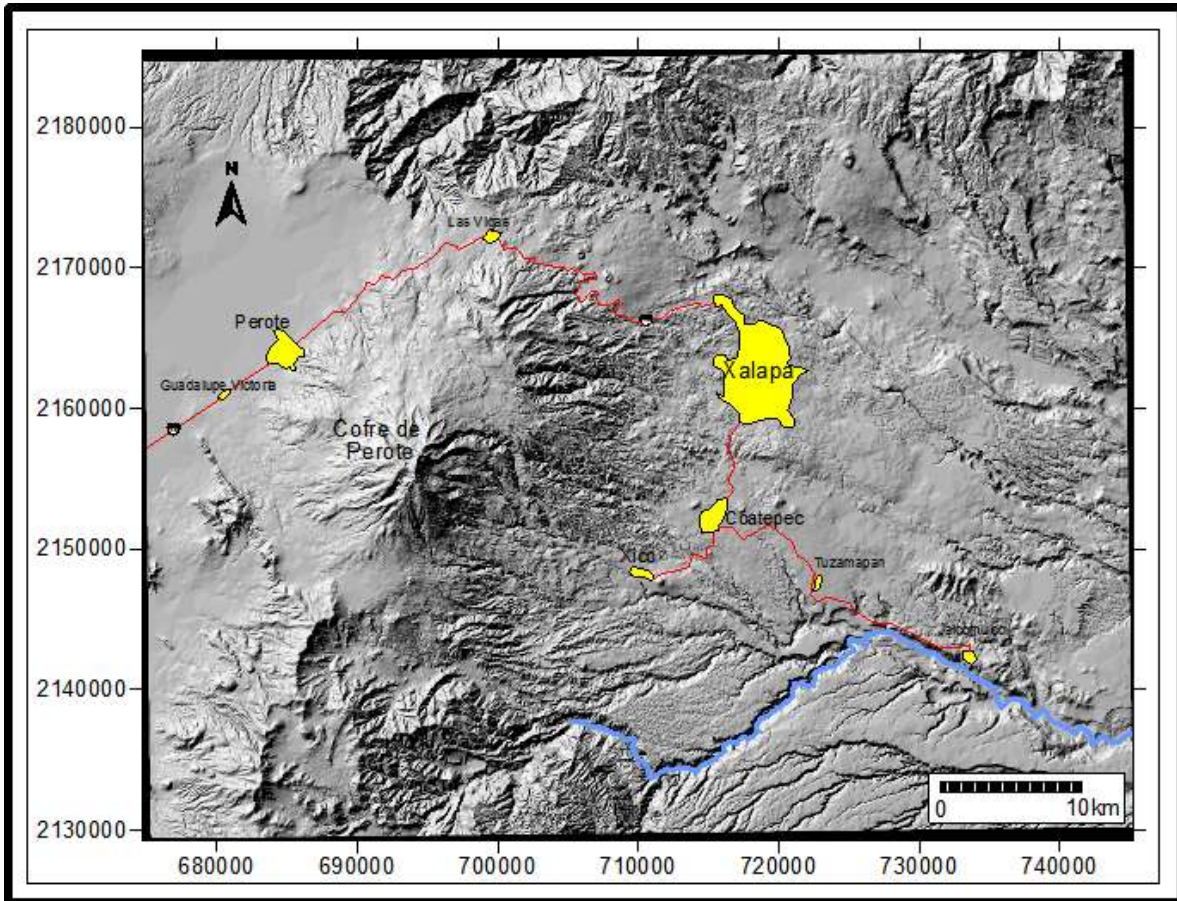 2180000
N
Las Vigas
2170000
Perote
Guadalupe Victoria
Xalapa
2160000
Cofre de
Perote
Coatepec
2150000
Xico
Tuzamapan
2140000
0
10km
2130000
680000
690000
700000
710000
720000
730000
740000